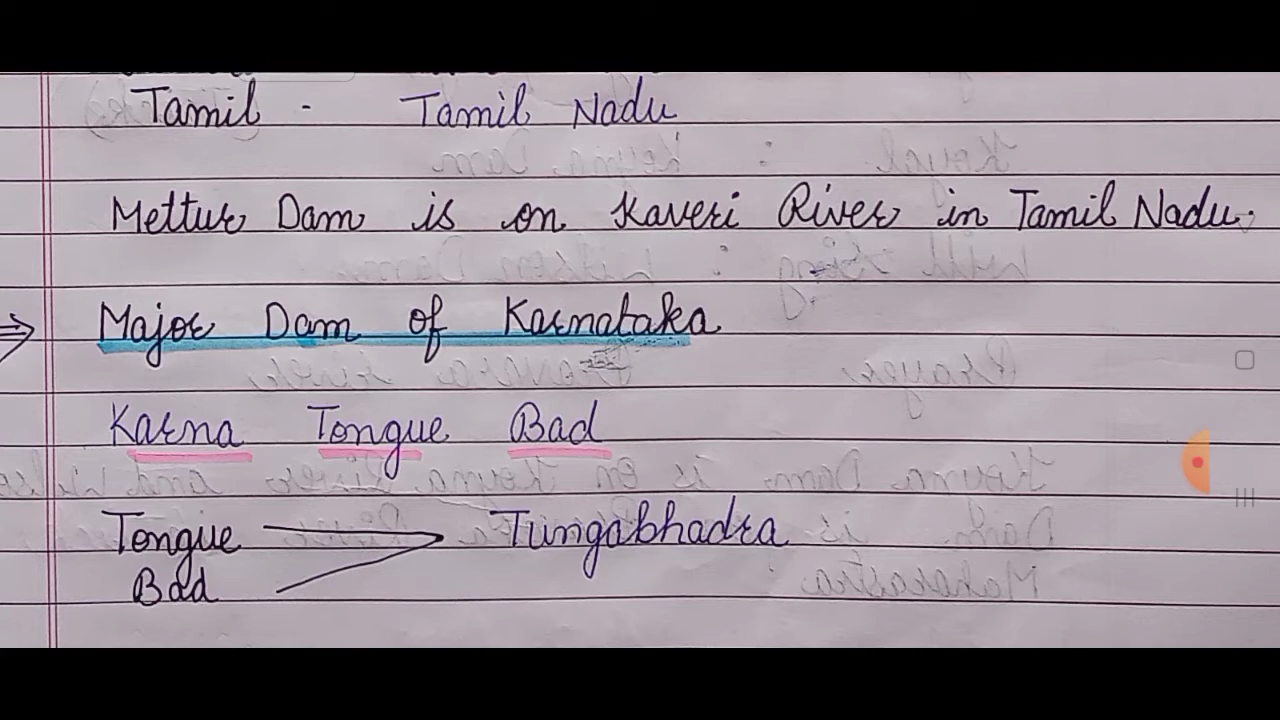 Tamil - Tamil Nadu
Mettur Dam is on Kaveri River in Tamil Nadu.
⇒ Major Dam of Karnataka
Karna Tongue Bad
Tongue → Tungabhadra
Bad